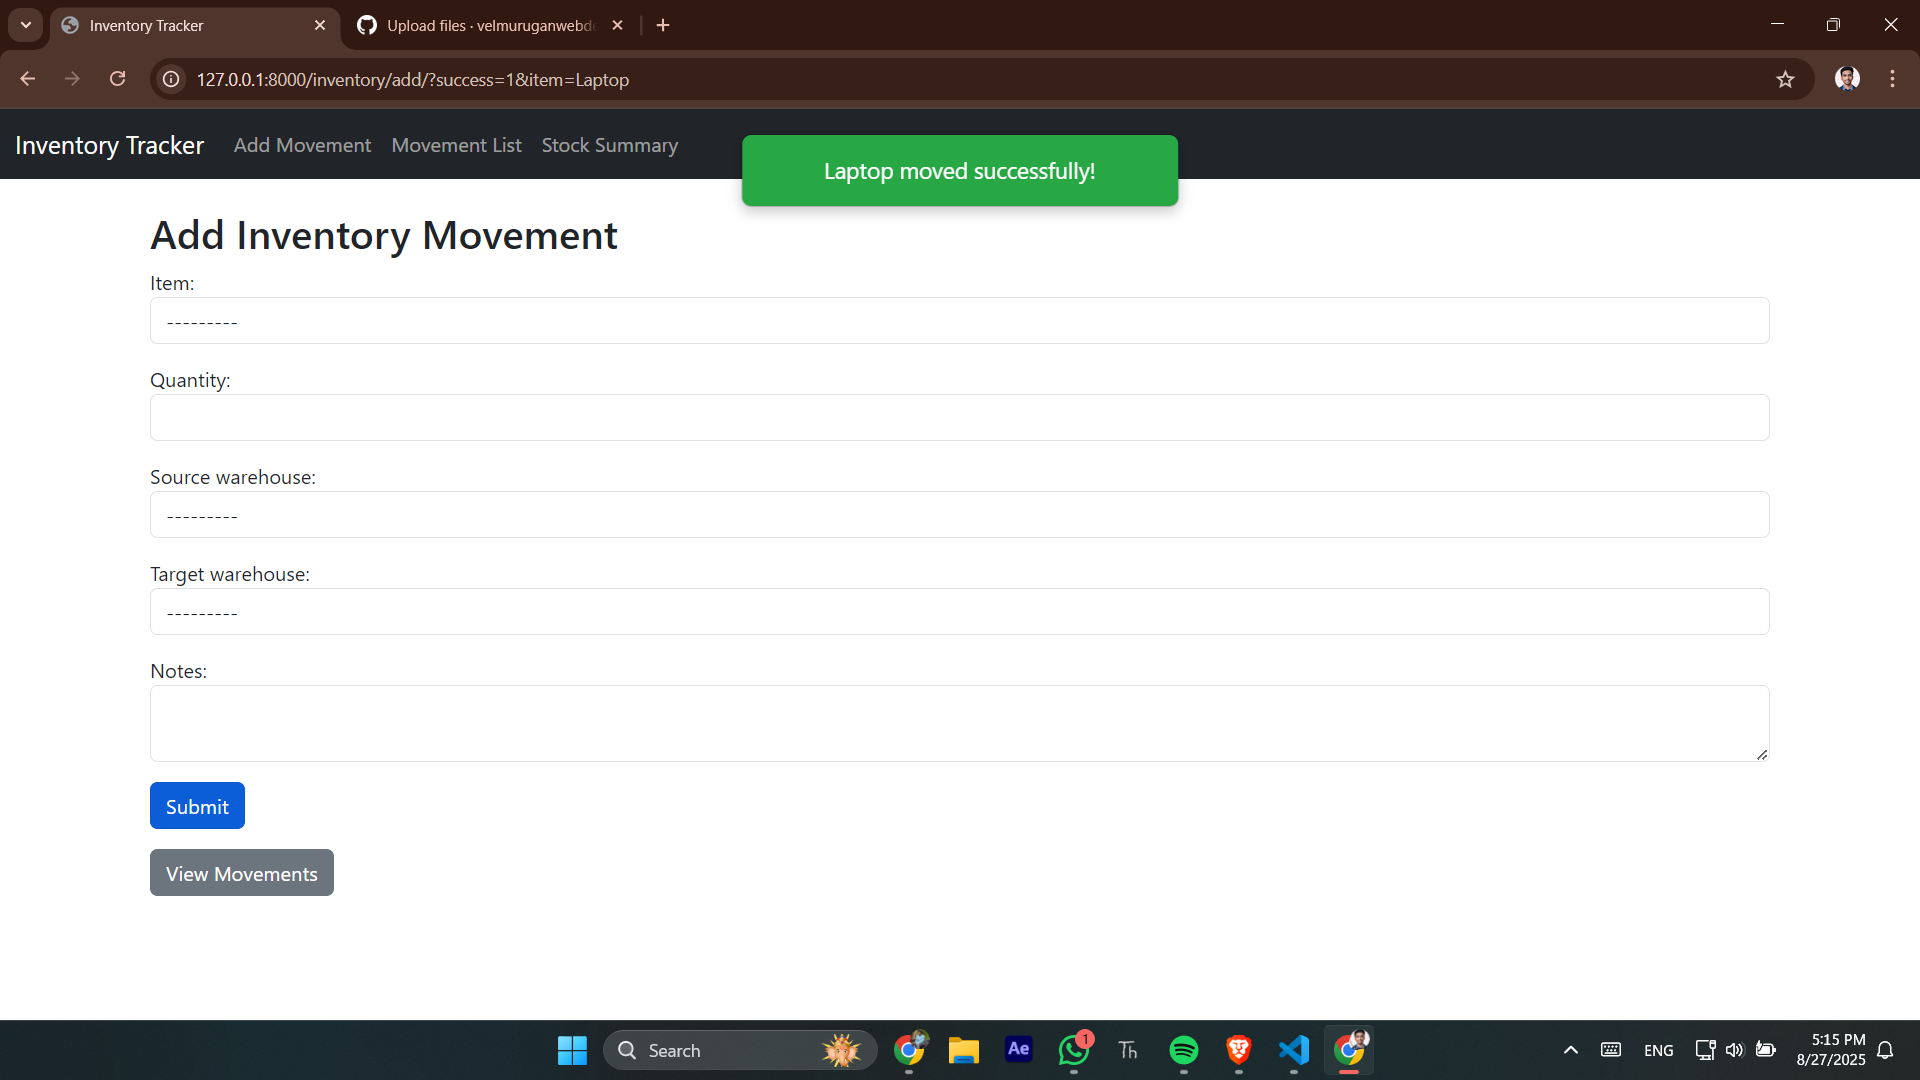 Inventory Tracker
Upload files · velmuruganwebd
127.0.0.1:8000/inventory/add/?success=1&item=Laptop
Inventory Tracker Add Movement Movement List Stock Summary
Laptop moved successfully!
Add Inventory Movement
Item:
---------
Quantity:
Source warehouse:
---------
Target warehouse:
---------
Notes:
Submit
View Movements
Search
Ae
1
Th
ENG
5:15 PM
8/27/2025